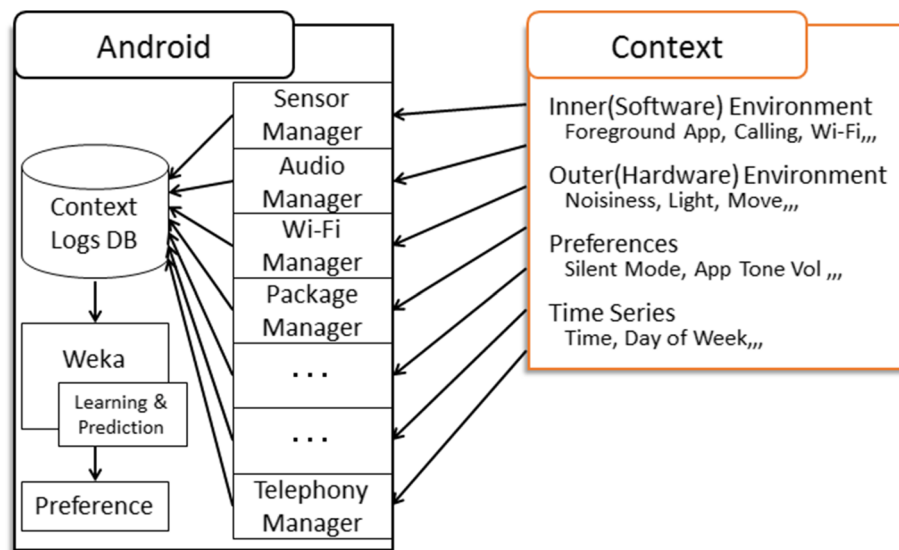 Android
Sensor
Manager
Audio
Manager
Wi-Fi
Manager
Package
Manager
...
...
Telephony
Manager
Context
Logs DB
Weka
Learning &
Prediction
Preference
Context
Inner(Software) Environment
Foreground App, Calling, Wi-Fi,,,
Outer(Hardware) Environment
Noisiness, Light, Move,,,
Preferences
Silent Mode, App Tone Vol ,,,
Time Series
Time, Day of Week,,,